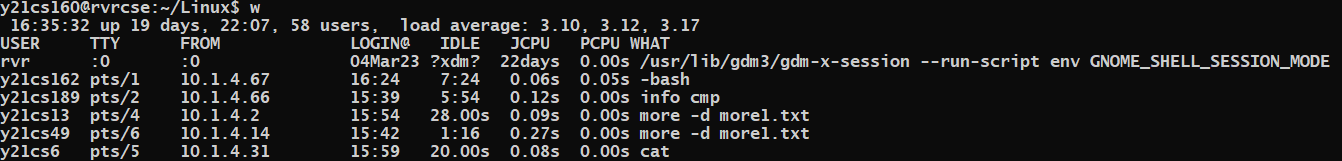 y21cs160@rvrcse:~/Linux$ w
 16:35:32 up 19 days, 22:07, 58 users,  load average: 3.10, 3.12, 3.17
USER     TTY      FROM             LOGIN@   IDLE   JCPU   PCPU WHAT
rvr      :0       :0               04Mar23 ?xdm?  22days  0.00s /usr/lib/gdm3/gdm-x-session --run-script env GNOME_SHELL_SESSION_MODE
y21cs162 pts/1    10.1.4.67        16:24    7:24   0.06s  0.05s -bash
y21cs189 pts/2    10.1.4.66        15:39    5:54   0.12s  0.00s info cmp
y21cs13  pts/4    10.1.4.2         15:54   28.00s  0.09s  0.00s more -d more1.txt
y21cs49  pts/6    10.1.4.14        15:42    1:16   0.27s  0.00s more -d more1.txt
y21cs6   pts/5    10.1.4.31        15:59   20.00s  0.08s  0.00s cat